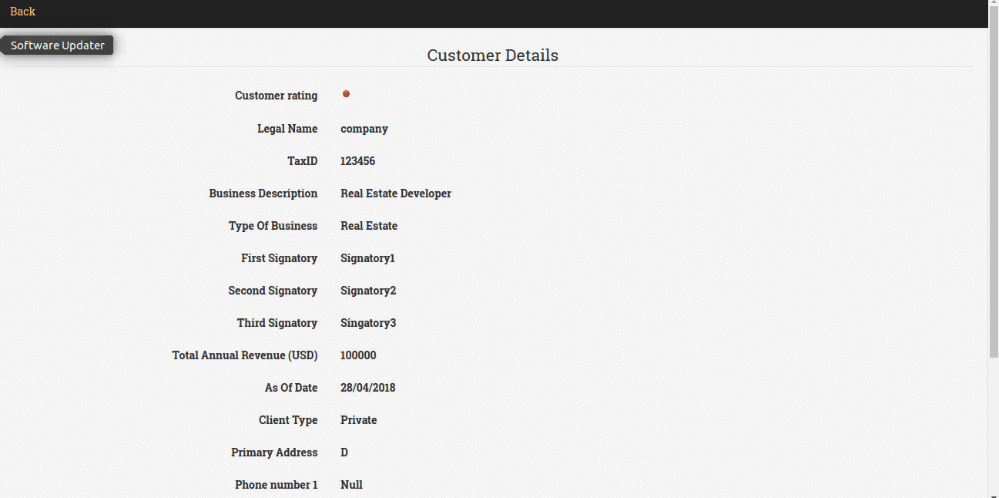 Back
Software Updater
Customer Details
Customer rating
Legal Name company
TaxID 123456
Business Description Real Estate Developer
Type Of Business Real Estate
First Signatory Signatory1
Second Signatory Signatory2
Third Signatory Singatory3
Total Annual Revenue (USD) 100000
As Of Date 28/04/2018
Client Type Private
Primary Address D
Phone number 1 Null